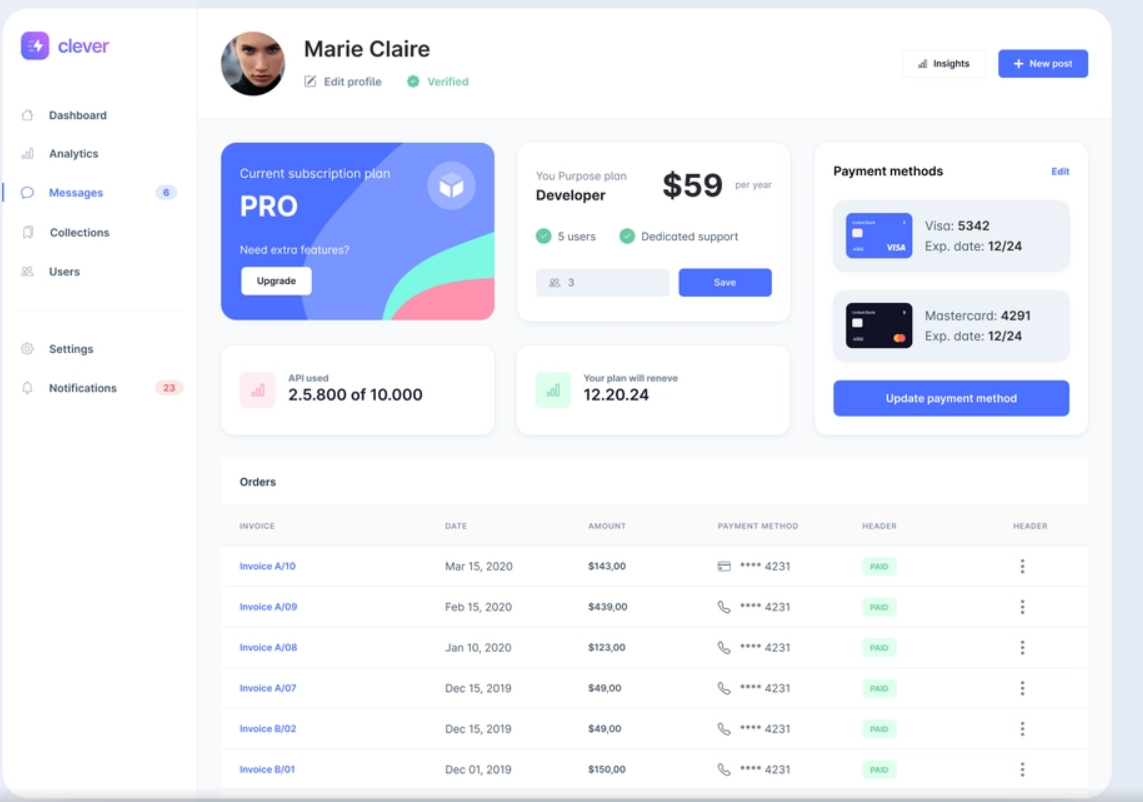 clever
Dashboard
Analytics
Messages 6
Collections
Users
Settings
Notifications 23
Marie Claire
Edit profile Verified
Insights
New post
Current subscription plan
PRO
Need extra features?
Upgrade
You Purpose plan
Developer
$59 per year
5 users Dedicated support
3
Save
Payment methods Edit
VISA
Visa: 5342
Exp. date: 12/24
Mastercard: 4291
Exp. date: 12/24
Update payment method
API used
2.5.800 of 10.000
Your plan will reneve
12.20.24
Orders
INVOICE DATE AMOUNT PAYMENT METHOD HEADER HEADER
Invoice A/10 Mar 15, 2020 $143,00 **** 4231 PAID
Invoice A/09 Feb 15, 2020 $439,00 **** 4231 PAID
Invoice A/08 Jan 10, 2020 $123,00 **** 4231 PAID
Invoice A/07 Dec 15, 2019 $49,00 **** 4231 PAID
Invoice B/02 Dec 15, 2019 $49,00 **** 4231 PAID
Invoice B/01 Dec 01, 2019 $150,00 **** 4231 PAID